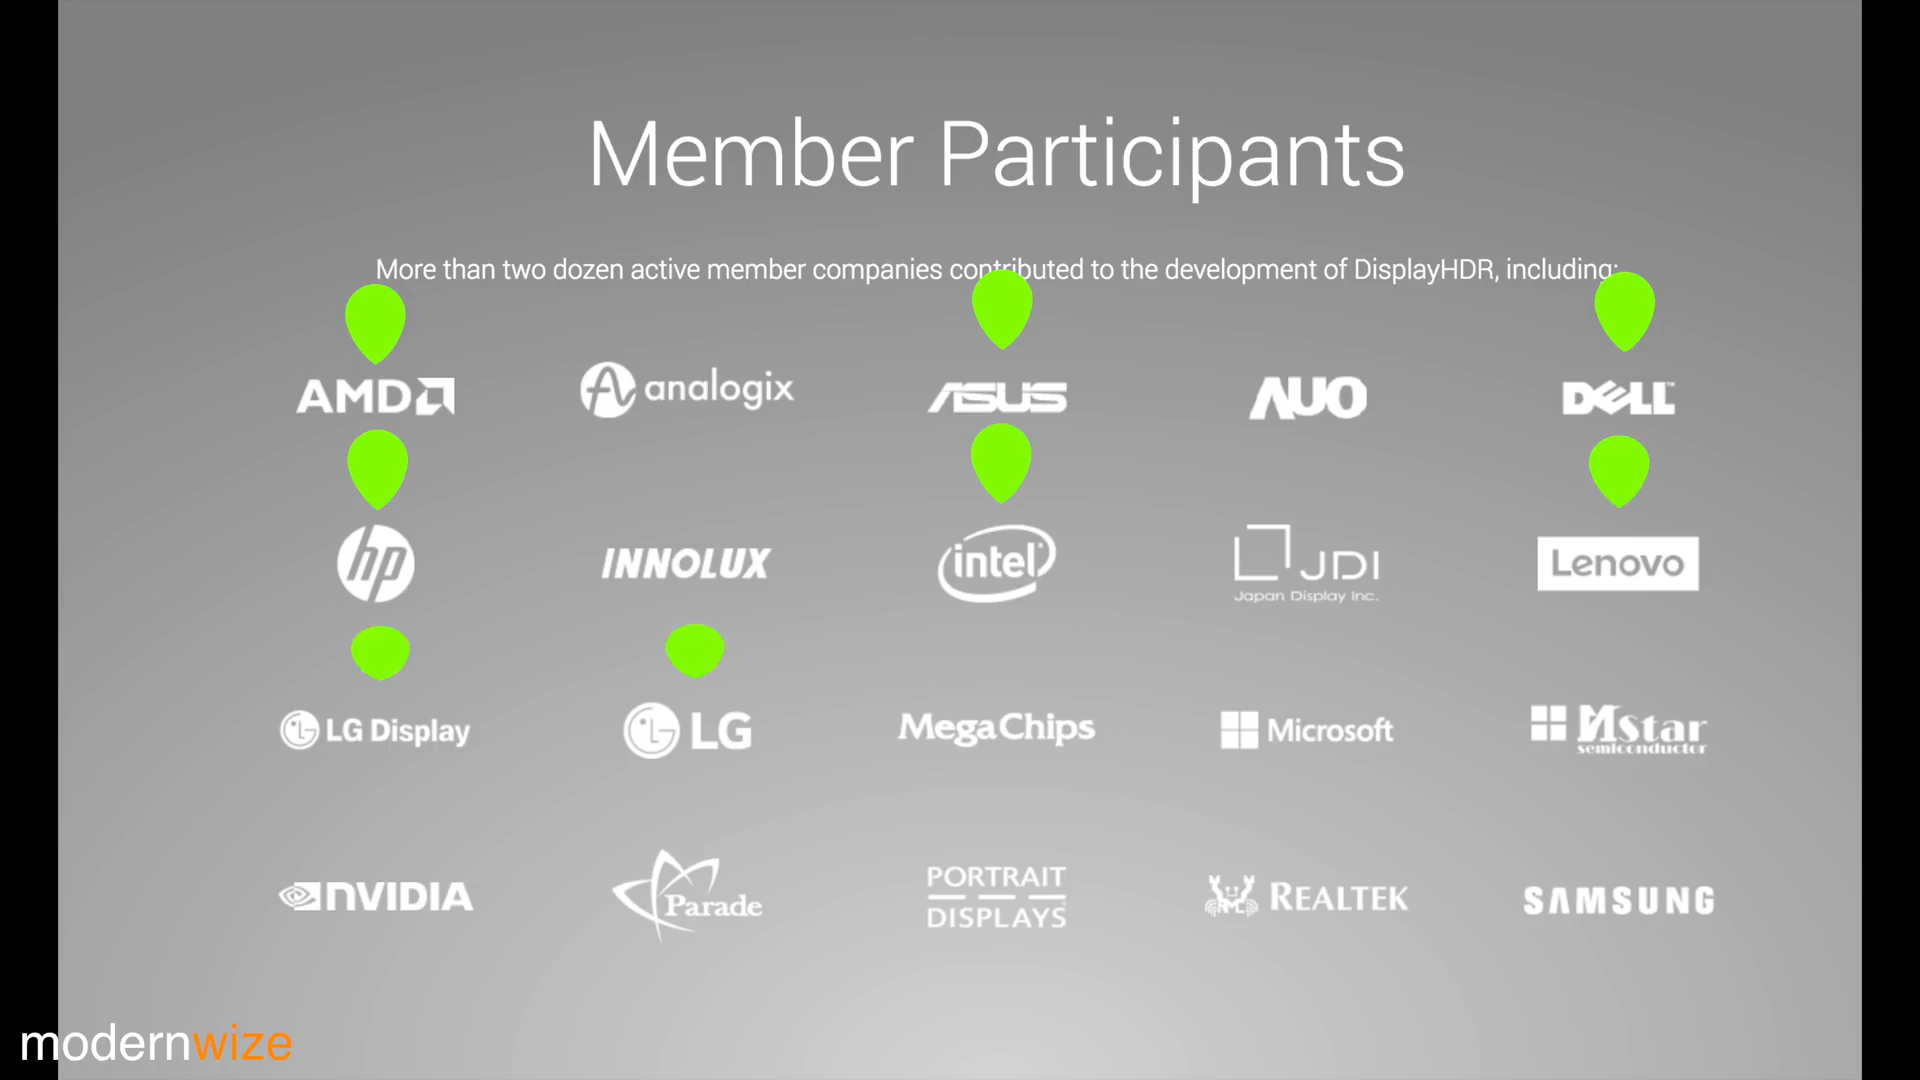 Member Participants
More than two dozen active member companies contributed to the development of DisplayHDR, including:
AMD analogix ASUS AUO DELL
hp INNOLUX intel JDI Lenovo
Japan Display Inc.
LG Display LG MegaChips Microsoft MStar
semiconductor
NVIDIA Parade PORTRAIT DISPLAYS REALTEK SAMSUNG
modernwize